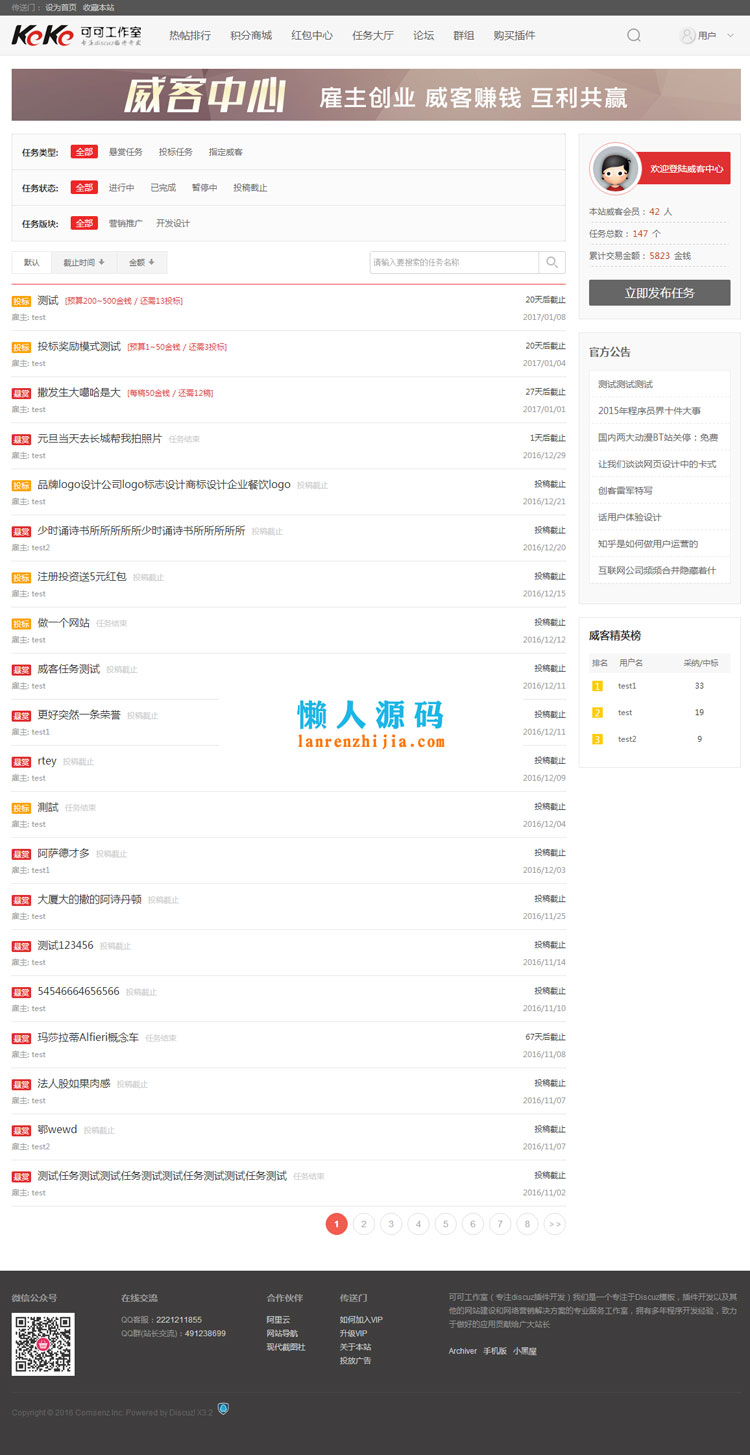 传送门： 设为首页 收藏本站
KeKe 可可工作室
专注discuz插件开发
热帖排行 积分商城 红包中心 任务大厅 论坛 群组 购买插件 用户
威客中心 雇主创业 威客赚钱 互利共赢
任务类型: 全部 悬赏任务 投标任务 指定威客
任务状态: 全部 进行中 已完成 暂停中 投稿截止
任务版块: 全部 营销推广 开发设计
默认 截止时间 金额 请输入要搜索的任务名称
投标 测试 [预算200~500金钱 / 还需13投标] 20天后截止
雇主: test 2017/01/08
投标 投标奖励模式测试 [预算1~50金钱 / 还需3投标] 20天后截止
雇主: test 2017/01/04
悬赏 撒发生大噶哈是大 [每稿50金钱 / 还需12稿] 27天后截止
雇主: test 2017/01/01
悬赏 元旦当天去长城帮我拍照片 任务结束 1天后截止
雇主: test 2016/12/29
投标 品牌logo设计公司logo标志设计商标设计企业餐饮logo 投稿截止 投稿截止
雇主: test 2016/12/21
悬赏 少时诵诗书所所所所所少时诵诗书所所所所所 投稿截止 投稿截止
雇主: test2 2016/12/20
投标 注册投资送5元红包 投稿截止 投稿截止
雇主: test 2016/12/15
投标 做一个网站 任务结束 投稿截止
雇主: test 2016/12/12
悬赏 威客任务测试 投稿截止 投稿截止
雇主: test 2016/12/11
悬赏 更好突然一条荣誉 投稿截止 投稿截止
雇主: test1 2016/12/11
悬赏 rtey 投稿截止 投稿截止
雇主: test 2016/12/09
投标 測試 任务结束 投稿截止
雇主: test 2016/12/04
悬赏 阿萨德才多 投稿截止 投稿截止
雇主: test1 2016/12/03
悬赏 大厦大的撒的阿诗丹顿 投稿截止 投稿截止
雇主: test 2016/11/25
悬赏 测试123456 投稿截止 投稿截止
雇主: test 2016/11/14
悬赏 54546664656566 投稿截止 投稿截止
雇主: test 2016/11/10
悬赏 玛莎拉蒂Alfieri概念车 任务结束 67天后截止
雇主: test 2016/11/08
悬赏 法人股如果肉感 投稿截止 投稿截止
雇主: test 2016/11/07
悬赏 鄂wewd 投稿截止 投稿截止
雇主: test2 2016/11/07
悬赏 测试任务测试测试任务测试测试任务测试测试任务测试 任务结束 投稿截止
雇主: test 2016/11/02
1 2 3 4 5 6 7 8 >>
懒人源码
lanrenzhijia.com
欢迎登陆威客中心
本站威客会员： 42 人
任务总数： 147 个
累计交易金额： 5823 金钱
立即发布任务
官方公告
测试测试测试
2015年程序员界十件大事
国内两大动漫BT站关停：免费
让我们谈谈网页设计中的卡式
创客雷军特写
话用户体验设计
知乎是如何做用户运营的
互联网公司频频合并隐藏着什
威客精英榜
排名 用户名 采纳/中标
1 test1 33
2 test 19
3 test2 9
微信公众号
在线交流
QQ客服：2221211855
QQ群(站长交流)：491238699
合作伙伴
阿里云
网站导航
现代截图社
传送门
如何加入VIP
升级VIP
关于本站
投放广告
可可工作室（专注discuz插件开发）我们是一个专注于Discuz模板，插件开发以及其
他的网站建设和网络营销解决方案的专业服务工作室，拥有多年程序开发经验，致力
于做好的应用贡献给广大站长
Archiver 手机版 小黑屋
Copyright © 2016 Comsenz Inc. Powered by Discuz! X3.2